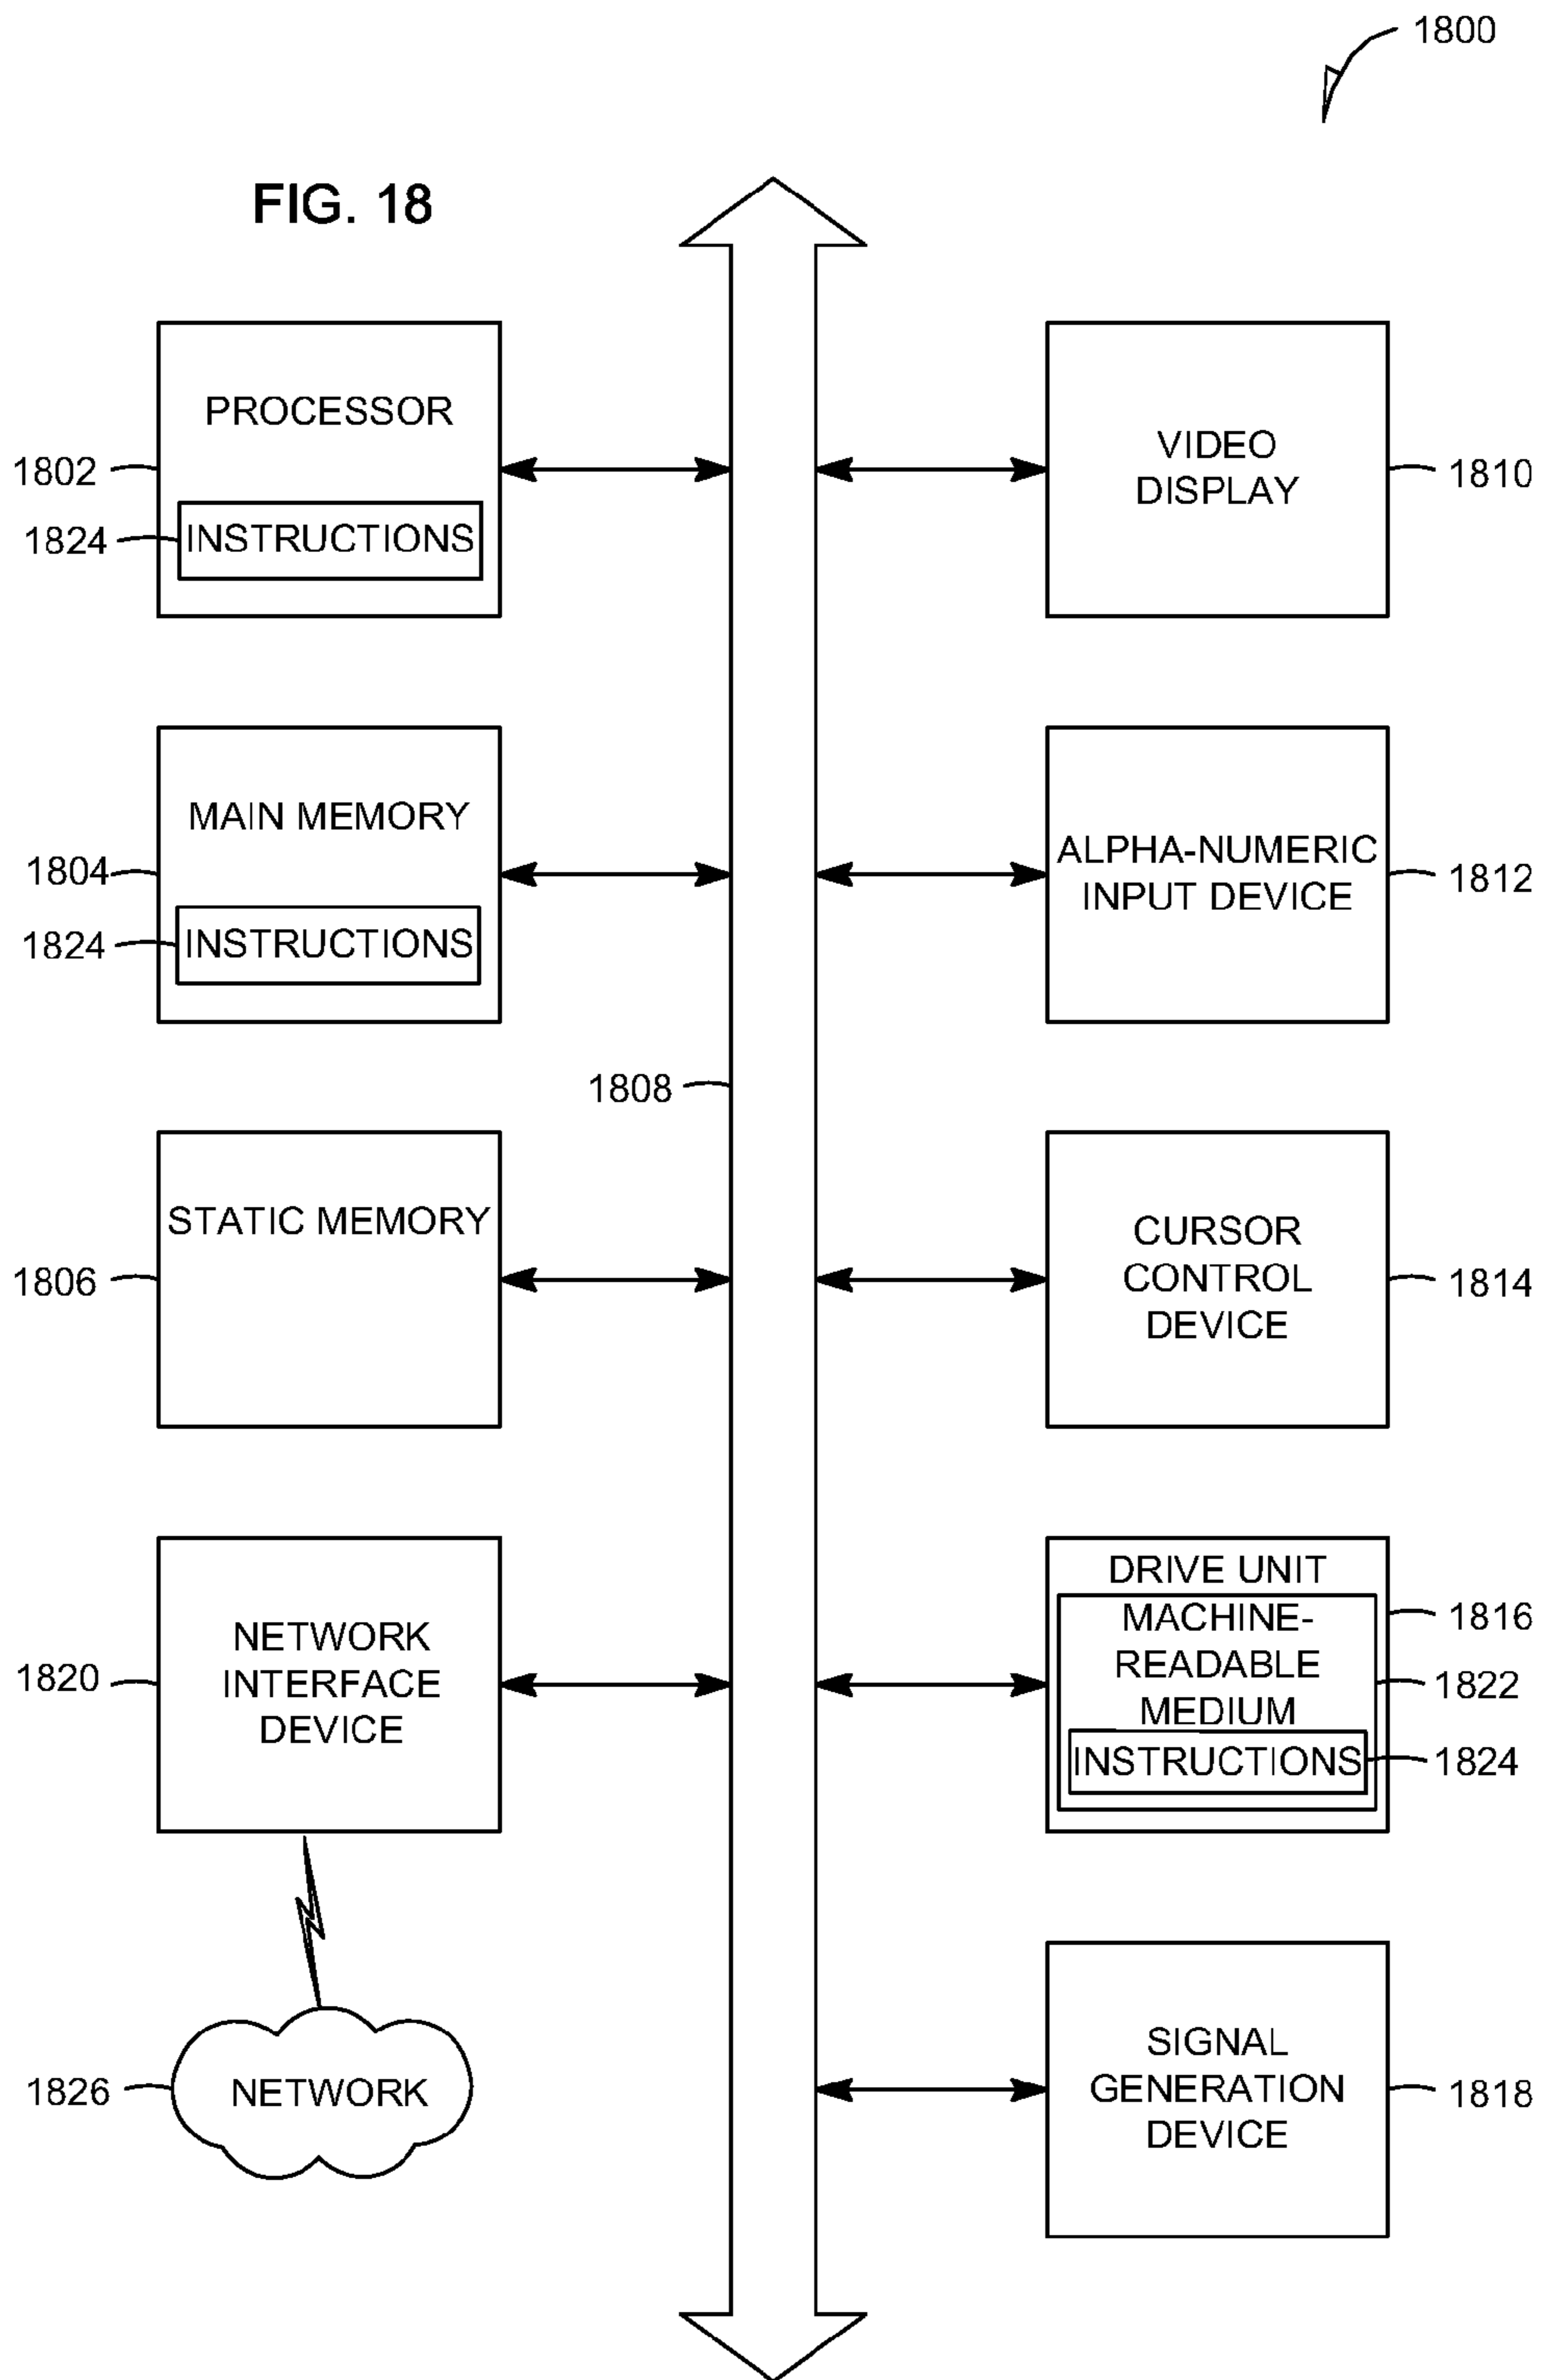 1800
FIG. 18
PROCESSOR
1802
1824
INSTRUCTIONS
VIDEO
DISPLAY
1810
MAIN MEMORY
1804
1824
INSTRUCTIONS
ALPHA-NUMERIC
INPUT DEVICE
1812
1808
STATIC MEMORY
1806
CURSOR
CONTROL
DEVICE
1814
NETWORK
INTERFACE
DEVICE
1820
DRIVE UNIT
MACHINE-
READABLE
MEDIUM
INSTRUCTIONS
1816
1822
1824
NETWORK
1826
SIGNAL
GENERATION
DEVICE
1818